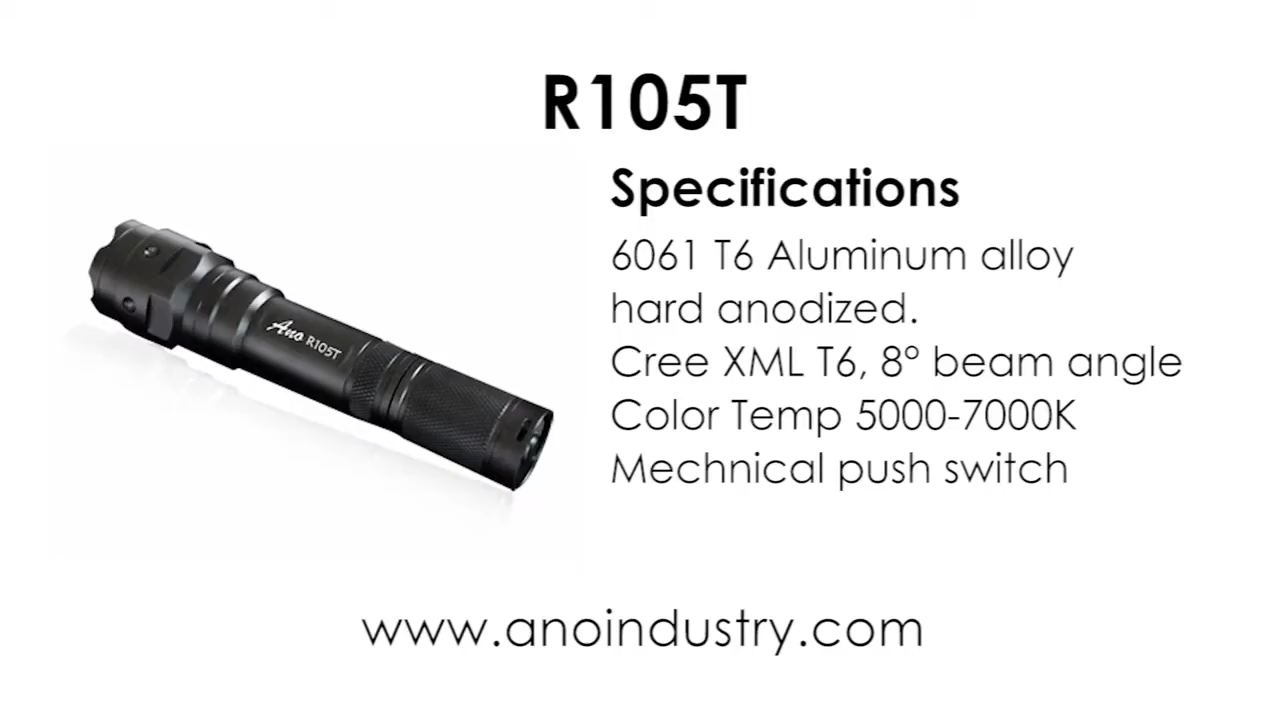 R105T
Specifications
6061 T6 Aluminum alloy
hard anodized.
Cree XML T6, 8° beam angle
Color Temp 5000-7000K
Mechnical push switch
Ano R105T
www.anoindustry.com